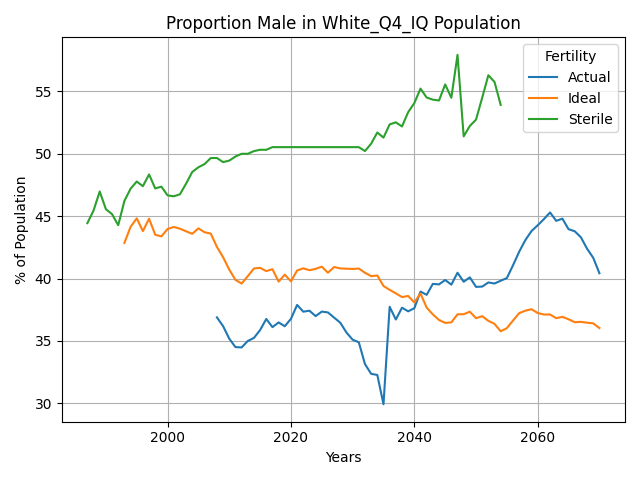 Proportion Male in White_Q4_IQ Population
% of Population
55
50
45
40
35
30
Fertility
Actual
Ideal
Sterile
2000
2020
2040
2060
Years